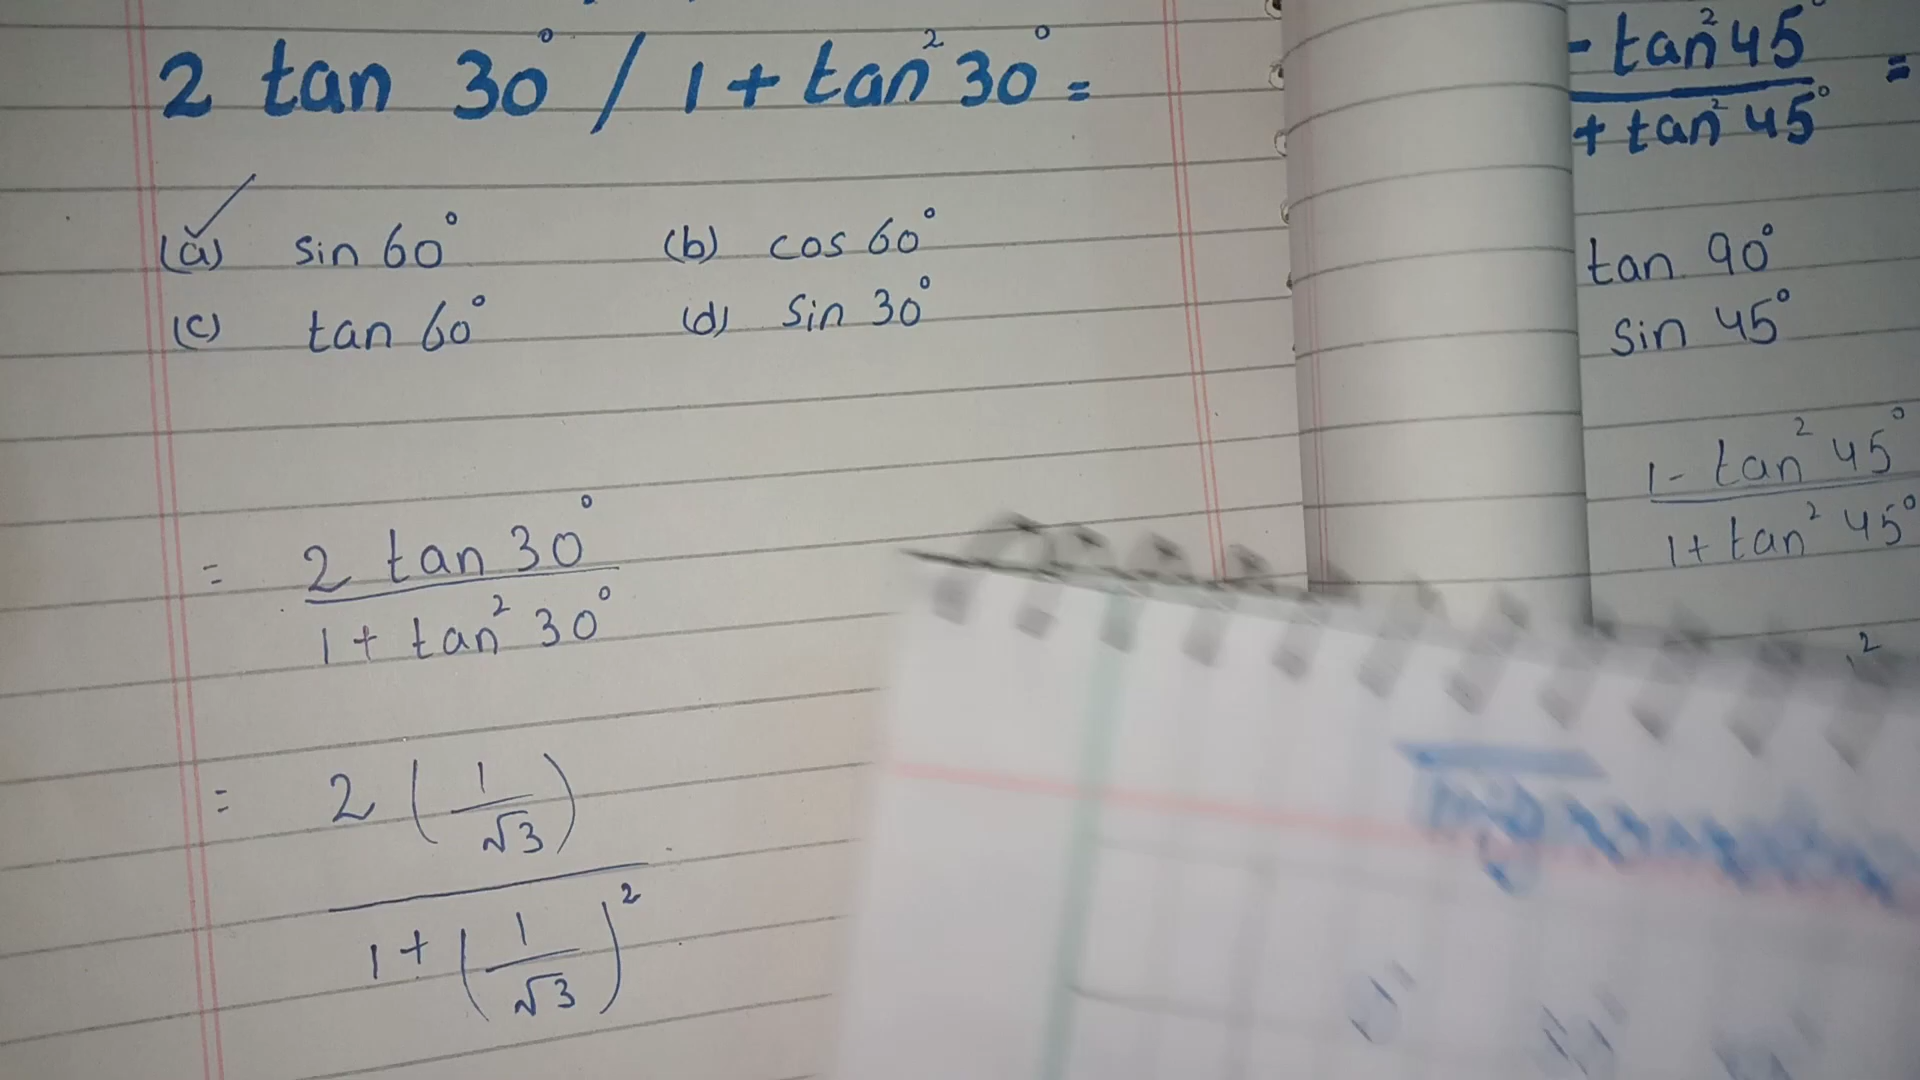 2 tan 30° / 1 + tan² 30° =
(a) sin 60° (b) cos 60°
(c) tan 60° (d) sin 30°
= 2 tan 30°
1 + tan² 30°
= 2 (1/√3)
1 + (1/√3)²
- tan² 45° =
+ tan² 45°
tan 90°
sin 45°
1 - tan² 45°
1 + tan² 45°
2